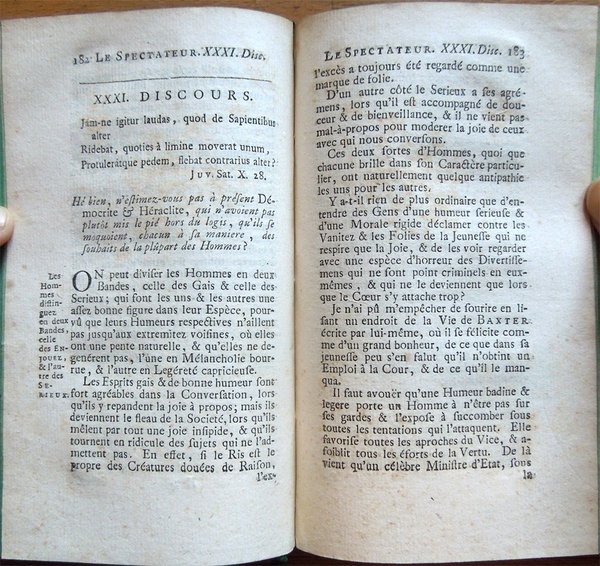 182 LE SPECTATEUR. XXXI. Disc.
XXXI. DISCOURS.
Jam-ne igitur laudas, quod de Sapientibus
alter
Ridebat, quoties à limine moverat unum,
Protuleratque pedem, flebat contrarius alter?
Juv. Sat. X. 28.
Hé bien, n'eſtimez-vous pas à préſent Dé-
mocrite & Héraclite, qui n'avoient pas
plutôt mis le pié hors du logis, qu'ils ſe
moquoient, chacun à ſa maniere, des
ſouhaits de la plûpart des Hommes?
Les
Hom-
mes
diſtin-
guez
en deux
Bandes,
celle
des EN-
JOUEZ,
& l'au-
tre des
SE-
RIEUX.
ON peut diviſer les Hommes en deux
Bandes, celle des Gais & celle des
Serieux; qui font les uns & les autres une
aſſez bonne figure dans leur Eſpèce, pour-
vû que leurs Humeurs reſpectives n'aillent
pas juſqu'aux extremitez voiſines, où elles
ont une pente naturelle, & qu'elles ne de-
génerent pas, l'une en Mélancholie bour-
rue, & l'autre en Legéreté capricieuſe.
Les Eſprits gais & de bonne humeur ſont
fort agréables dans la Converſation, lors
qu'ils y repandent la joie à propos; mais ils
deviennent le fleau de la Societé, lors qu'ils
mêlent par tout une joie inſipide, & qu'ils
tournent en ridicule des ſujets qui ne l'ad-
mettent pas. En effet, ſi le Ris eſt le
propre des Créatures douées de Raiſon,
l'ex-
LE SPECTATEUR. XXXI. Disc. 183
l'excès a toujours été regardé comme une
marque de folie.
D'un autre côté le Serieux a ſes agré-
mens, lors qu'il eſt accompagné de dou-
ceur & de bienveillance, & il ne vient pas
mal-à-propos pour moderer la joie de ceux
avec qui nous converſons.
Ces deux ſortes d'Hommes, quoi que
chacune brille dans ſon Caractère particu-
lier, ont naturellement quelque antipathie
les uns pour les autres.
Y a-t-il rien de plus ordinaire que d'en-
tendre des Gens d'une humeur ſerieuſe &
d'une Morale rigide déclamer contre les
Vanitez & les Folies de la Jeuneſſe qui ne
reſpire que la Joie, & de les voir regarder
avec une eſpèce d'horreur des Divertiſſe-
mens qui ne ſont point criminels en eux-
mêmes, & qui ne le deviennent que lors
que le Cœur s'y attache trop?
Je n'ai pû m'empêcher de ſourire en li-
ſant un endroit de la Vie de BAXTER
écrite par lui-même, où il ſe félicite com-
me d'un grand bonheur, de ce que dans ſa
jeuneſſe peu s'en falut qu'il n'obtint un
Emploi à la Cour, & de ce qu'il le man-
qua.
Il faut avouër qu'une Humeur badine &
legere porte un Homme à n'être pas ſur
ſes gardes & l'expoſe à ſuccomber ſous
toutes les tentations qui l'attaquent. Elle
favoriſe toutes les aproches du Vice, & a-
foiblit tous les éforts de la Vertu. De là
vient qu'un célèbre Miniſtre d'Etat, ſous
la